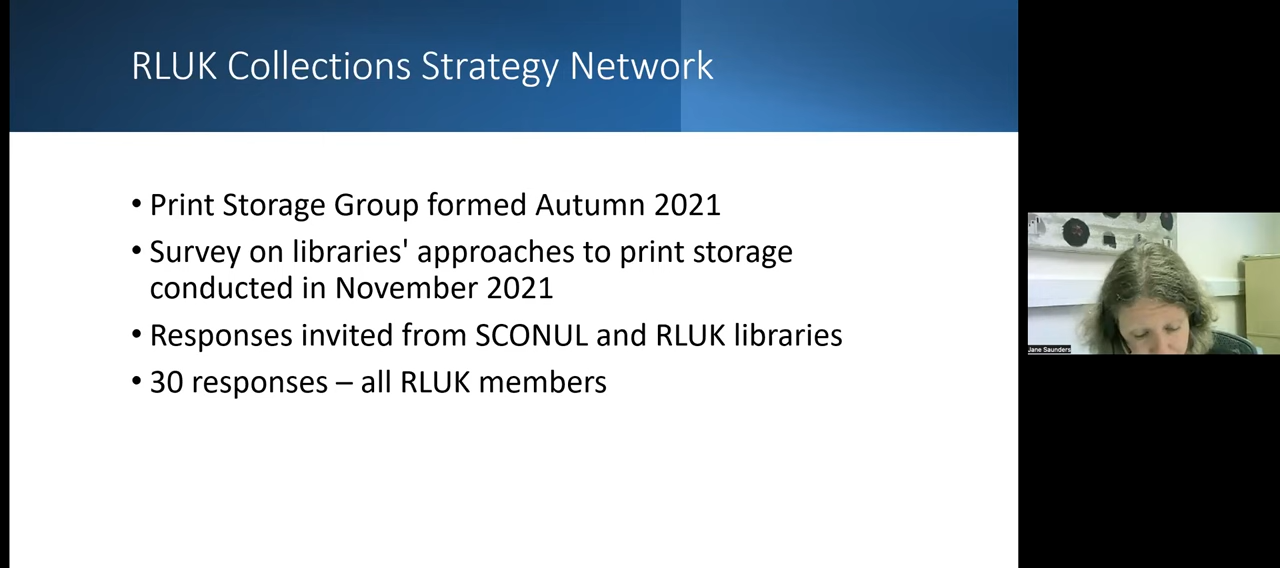 RLUK Collections Strategy Network
• Print Storage Group formed Autumn 2021
• Survey on libraries' approaches to print storage
conducted in November 2021
• Responses invited from SCONUL and RLUK libraries
• 30 responses – all RLUK members
Jane Saunders